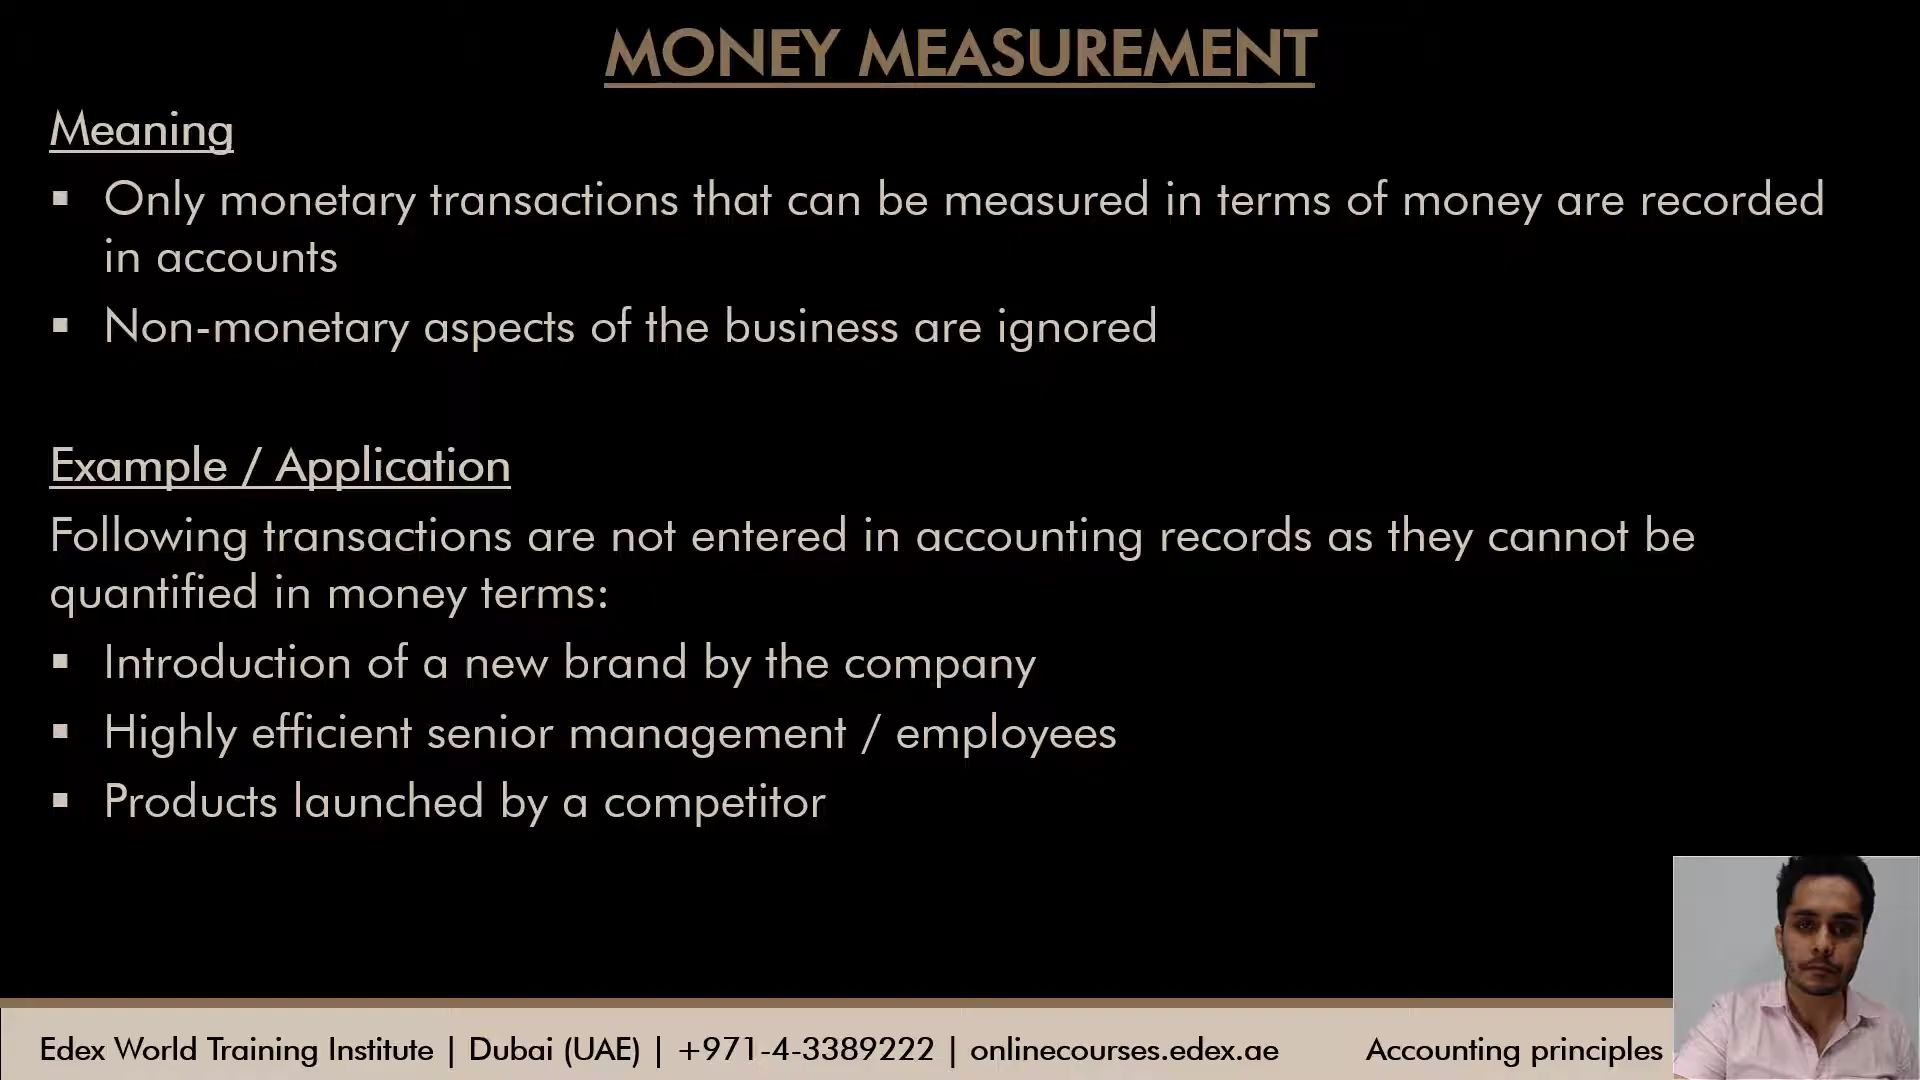 MONEY MEASUREMENT
Meaning
▪ Only monetary transactions that can be measured in terms of money are recorded
in accounts
▪ Non-monetary aspects of the business are ignored
Example / Application
Following transactions are not entered in accounting records as they cannot be
quantified in money terms:
▪ Introduction of a new brand by the company
▪ Highly efficient senior management / employees
▪ Products launched by a competitor
Edex World Training Institute | Dubai (UAE) | +971-4-3389222 | onlinecourses.edex.ae Accounting principles